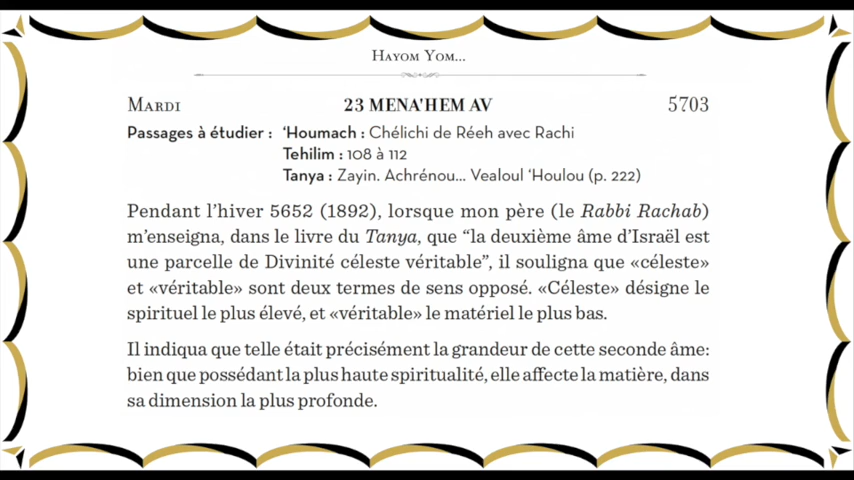 Hayom Yom...
Mardi 23 MENA'HEM AV 5703
Passages à étudier : ‘Houmach : Chélichi de Réeh avec Rachi
Tehilim : 108 à 112
Tanya : Zayin. Achrénou... Vealoul ‘Houlou (p. 222)
Pendant l’hiver 5652 (1892), lorsque mon père (le Rabbi Rachab)
m’enseigna, dans le livre du Tanya, que “la deuxième âme d’Israël est
une parcelle de Divinité céleste véritable”, il souligna que «céleste»
et «véritable» sont deux termes de sens opposé. «Céleste» désigne le
spirituel le plus élevé, et «véritable» le matériel le plus bas.
Il indiqua que telle était précisément la grandeur de cette seconde âme:
bien que possédant la plus haute spiritualité, elle affecte la matière, dans
sa dimension la plus profonde.